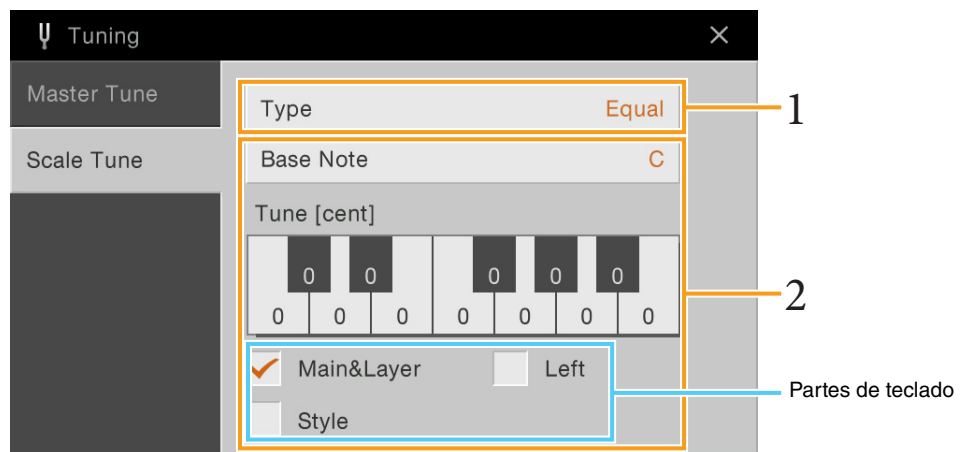 Tuning
Master Tune
Scale Tune
Type Equal
1
Base Note C
Tune [cent]
0 0 0 0 0
0 0 0 0 0 0 0
2
Main&Layer Left
Partes de teclado
Style